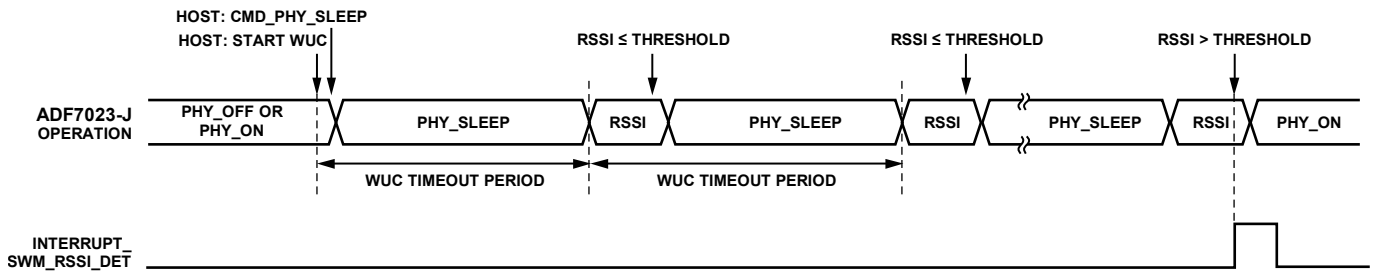 HOST: CMD_PHY_SLEEP
HOST: START WUC
RSSI ≤ THRESHOLD
RSSI ≤ THRESHOLD
RSSI > THRESHOLD
ADF7023-J
OPERATION
PHY_OFF OR
PHY_ON
PHY_SLEEP
RSSI
PHY_SLEEP
RSSI
PHY_SLEEP
RSSI
PHY_ON
WUC TIMEOUT PERIOD
WUC TIMEOUT PERIOD
INTERRUPT_
SWM_RSSI_DET